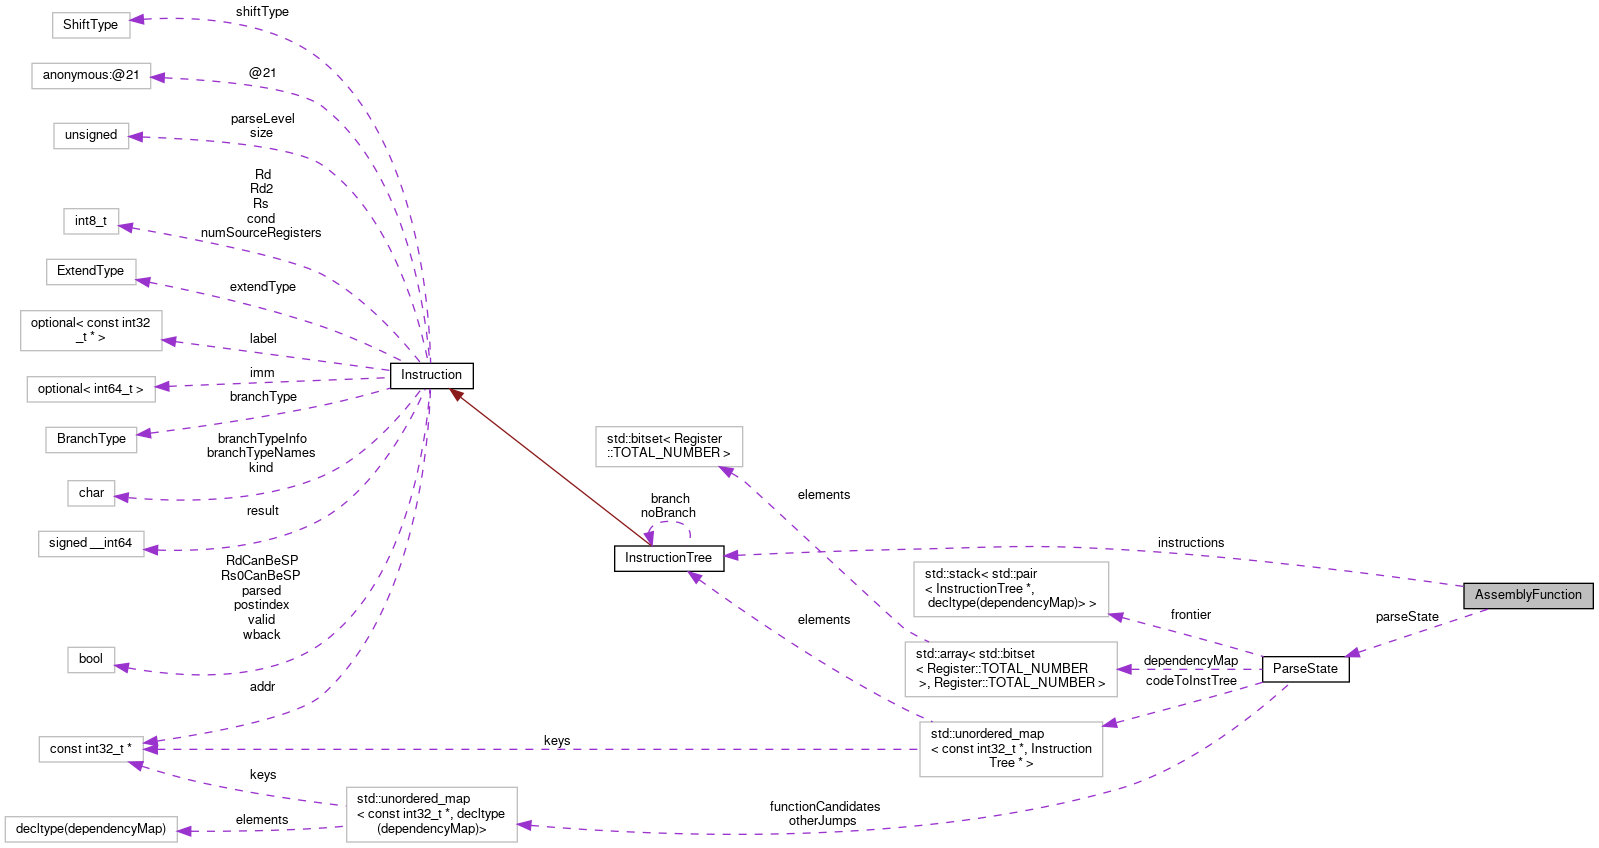 shiftType
ShiftType
@21
anonymous:@21
parseLevel
size
unsigned
Rd
Rd2
Rs
cond
numSourceRegisters
int8_t
ExtendType
extendType
optional< const int32
_t * >
label
imm
Instruction
optional< int64_t >
branchType
BranchType
branchTypeInfo
branchTypeNames
kind
char
result
signed __int64
RdCanBeSP
Rs0CanBeSP
parsed
postindex
valid
wback
bool
addr
const int32_t *
keys
std::unordered_map
< const int32_t *, decltype
(dependencyMap)>
elements
decltype(dependencyMap)
std::bitset< Register
::TOTAL_NUMBER >
elements
branch
noBranch
InstructionTree
instructions
std::stack< std::pair
< InstructionTree *,
decltype(dependencyMap)> >
AssemblyFunction
frontier
parseState
elements
std::array< std::bitset
< Register::TOTAL_NUMBER
>, Register::TOTAL_NUMBER >
dependencyMap
codeToInstTree
ParseState
std::unordered_map
< const int32_t *, Instruction
Tree * >
keys
functionCandidates
otherJumps